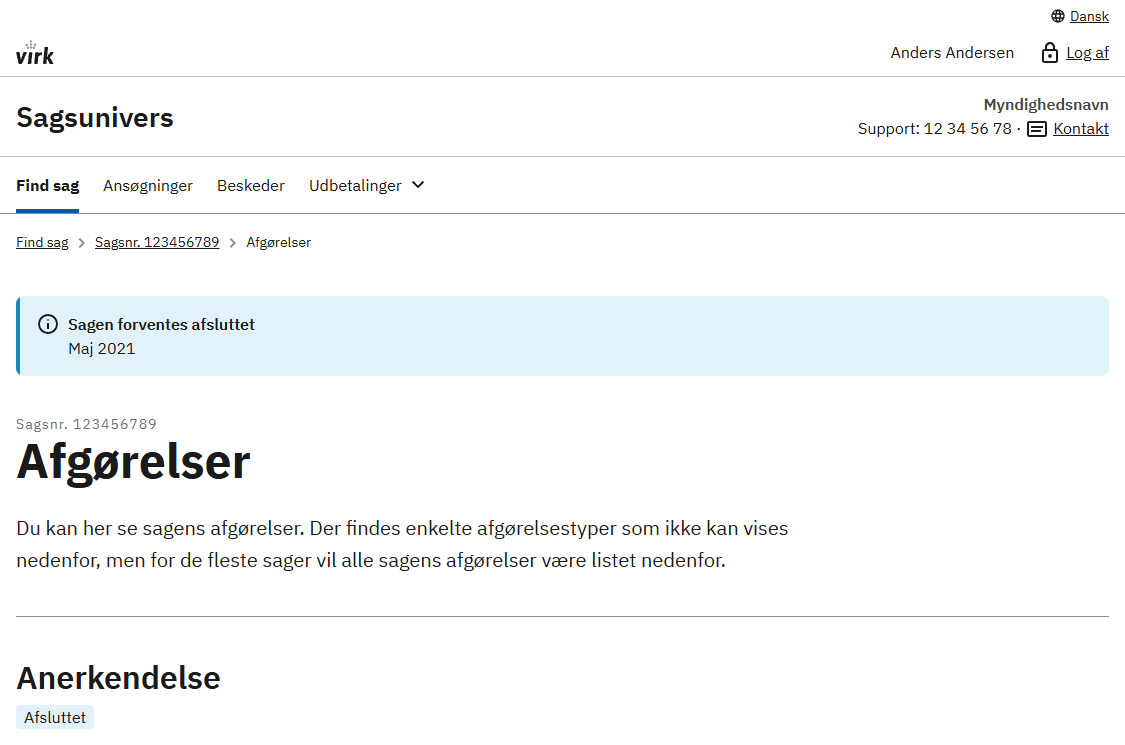 Dansk
virk
Anders Andersen
Log af
Sagsunivers
Myndighedsnavn
Support: 12 34 56 78 · Kontakt
Find sag
Ansøgninger
Beskeder
Udbetalinger
Find sag > Sagsnr. 123456789 > Afgørelser
Sagen forventes afsluttet
Maj 2021
Sagsnr. 123456789
Afgørelser
Du kan her se sagens afgørelser. Der findes enkelte afgørelsestyper som ikke kan vises
nedenfor, men for de fleste sager vil alle sagens afgørelser være listet nedenfor.
Anerkendelse
Afsluttet